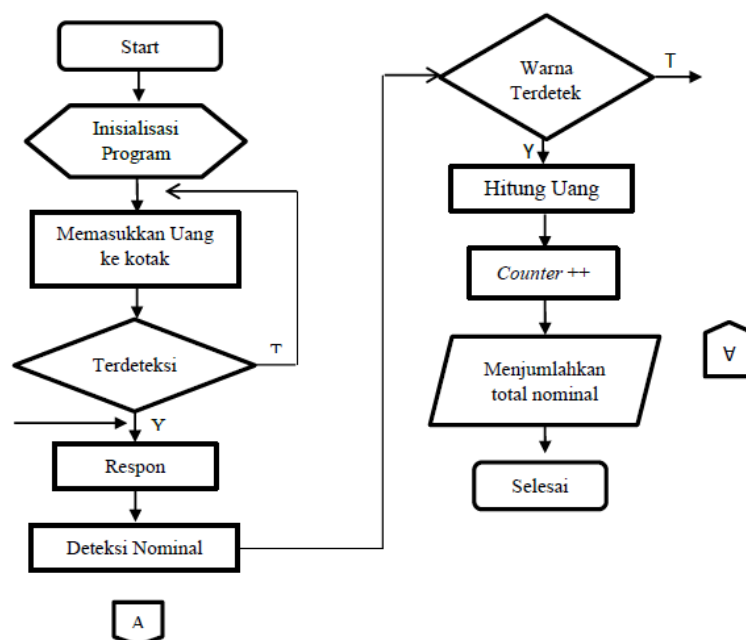 Start
Inisialisasi
Program
Memasukkan Uang
ke kotak
Terdeteksi
T
Y
Respon
Deteksi Nominal
A
Warna
Terdetek
T
Y
Hitung Uang
Counter ++
Menjumlahkan
total nominal
Selesai
A